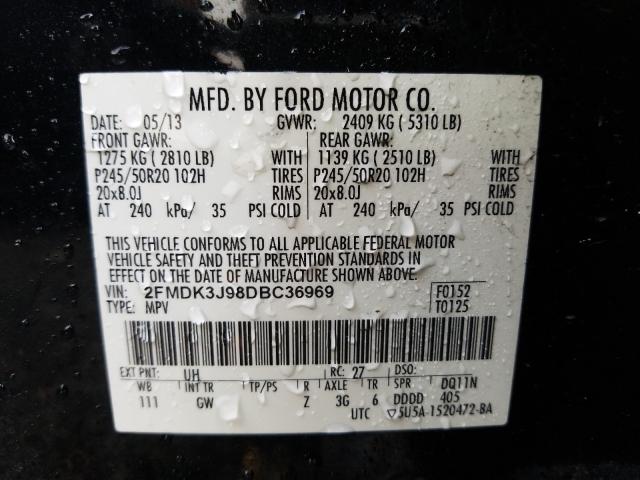 MFD. BY FORD MOTOR CO.
DATE: 05/13 GVWR: 2409 KG ( 5310 LB)
FRONT GAWR: REAR GAWR:
1275 KG ( 2810 LB) WITH 1139 KG ( 2510 LB) WITH
P245/50R20 102H TIRES P245/50R20 102H TIRES
20x8.0J RIMS 20x8.0J RIMS
AT 240 kPa/ 35 PSI COLD AT 240 kPa/ 35 PSI COLD
THIS VEHICLE CONFORMS TO ALL APPLICABLE FEDERAL MOTOR
VEHICLE SAFETY AND THEFT PREVENTION STANDARDS IN
EFFECT ON THE DATE OF MANUFACTURE SHOWN ABOVE.
VIN: 2FMDK3J98DBC36969 F0152
TYPE: MPV T0125
EXT PNT: UH RC: 27 DSO:
WB INT TR TP/PS R AXLE TR SPR DQ11N
111 GW Z 3G 6 DDDD 405
UTC ▽5U5A-1520472-BA